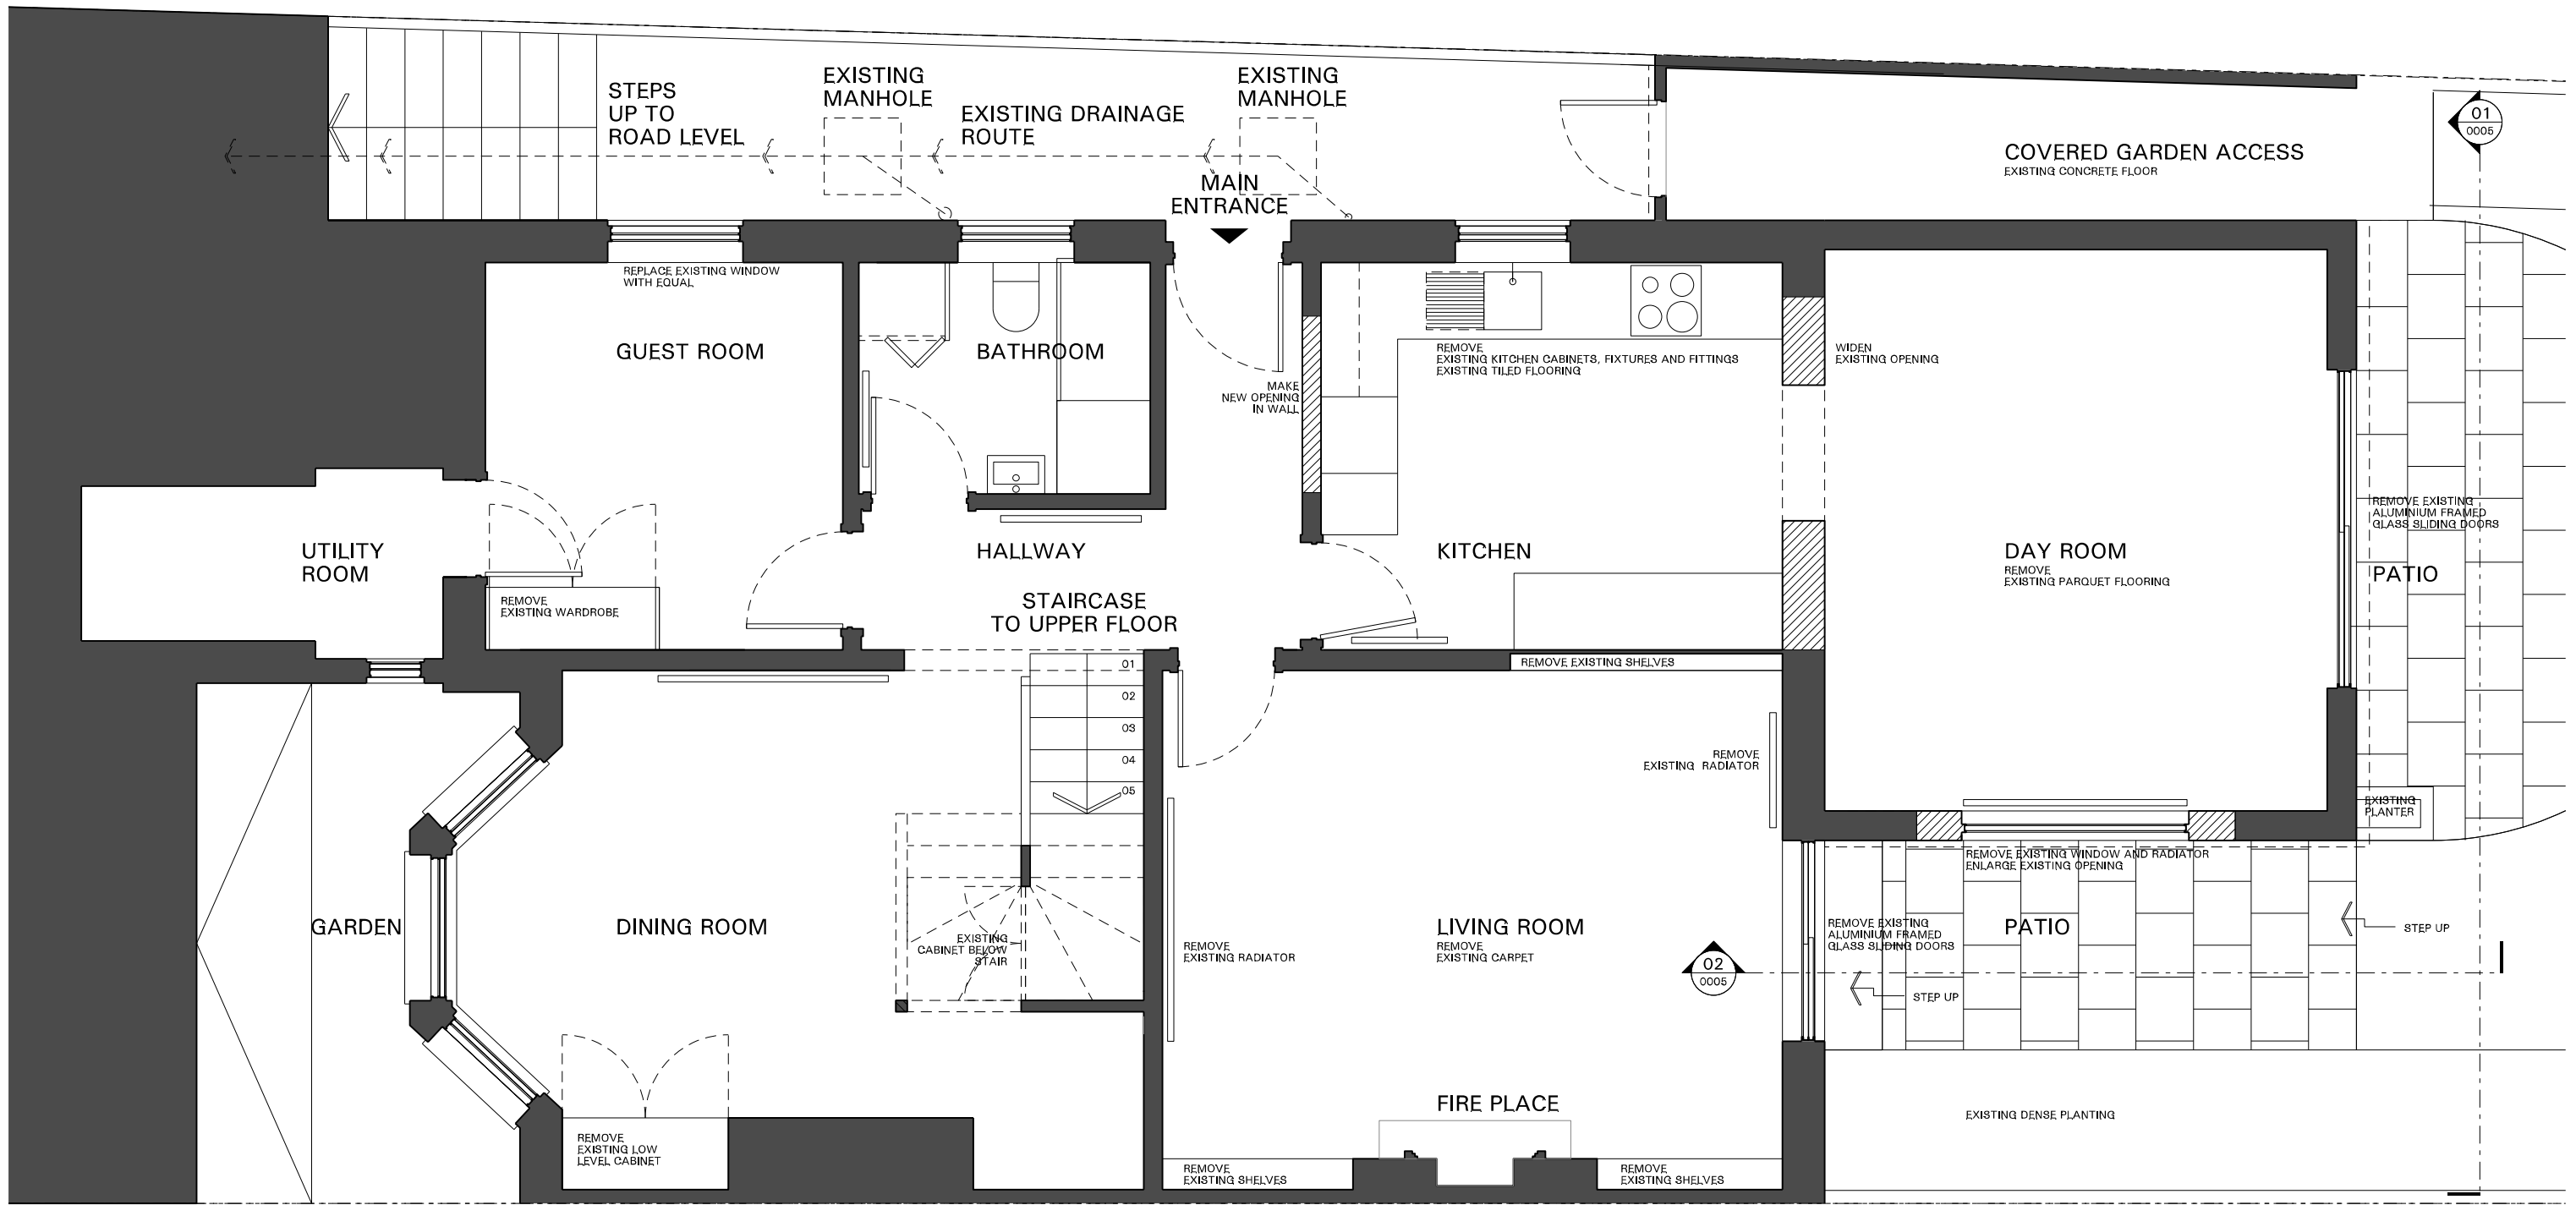 STEPS
UP TO
ROAD LEVEL
EXISTING
MANHOLE
EXISTING DRAINAGE
ROUTE
EXISTING
MANHOLE
MAIN
ENTRANCE
COVERED GARDEN ACCESS
EXISTING CONCRETE FLOOR
01
0005
REPLACE EXISTING WINDOW
WITH EQUAL
GUEST ROOM
BATHROOM
MAKE
NEW OPENING
IN WALL
REMOVE
EXISTING KITCHEN CABINETS, FIXTURES AND FITTINGS
EXISTING TILED FLOORING
WIDEN
EXISTING OPENING
UTILITY
ROOM
REMOVE
EXISTING WARDROBE
HALLWAY
STAIRCASE
TO UPPER FLOOR
KITCHEN
DAY ROOM
REMOVE
EXISTING PARQUET FLOORING
REMOVE EXISTING
ALUMINIUM FRAMED
GLASS SLIDING DOORS
PATIO
01
02
03
04
05
REMOVE EXISTING SHELVES
REMOVE
EXISTING RADIATOR
EXISTING
PLANTER
REMOVE EXISTING WINDOW AND RADIATOR
ENLARGE EXISTING OPENING
GARDEN
DINING ROOM
EXISTING
CABINET BELOW
STAIR
REMOVE
EXISTING RADIATOR
LIVING ROOM
REMOVE
EXISTING CARPET
02
0005
REMOVE EXISTING
ALUMINIUM FRAMED
GLASS SLIDING DOORS
PATIO
STEP UP
STEP UP
FIRE PLACE
EXISTING DENSE PLANTING
REMOVE
EXISTING LOW
LEVEL CABINET
REMOVE
EXISTING SHELVES
REMOVE
EXISTING SHELVES